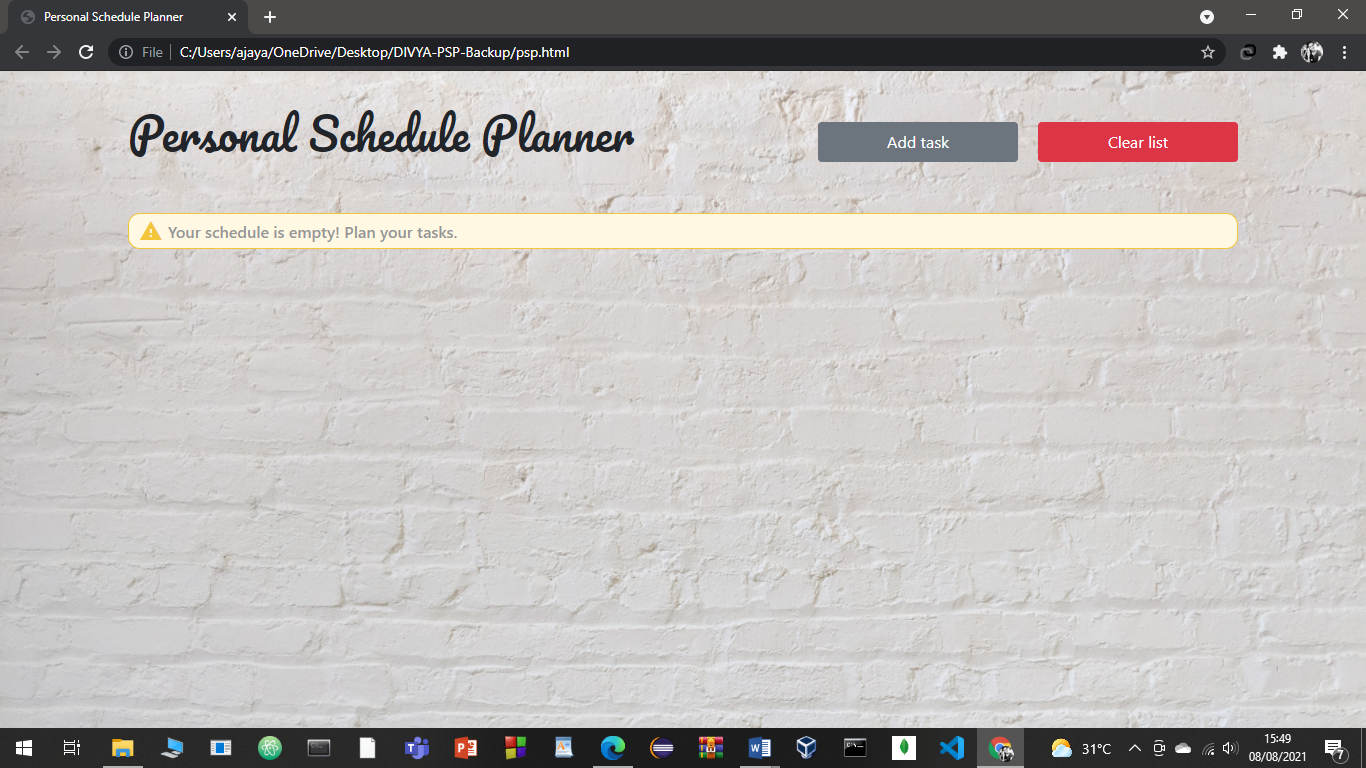 Personal Schedule Planner
File
C:/Users/ajaya/OneDrive/Desktop/DIVYA-PSP-Backup/psp.html
Personal Schedule Planner
Add task
Clear list
Your schedule is empty! Plan your tasks.
31°C
15:49
08/08/2021
7